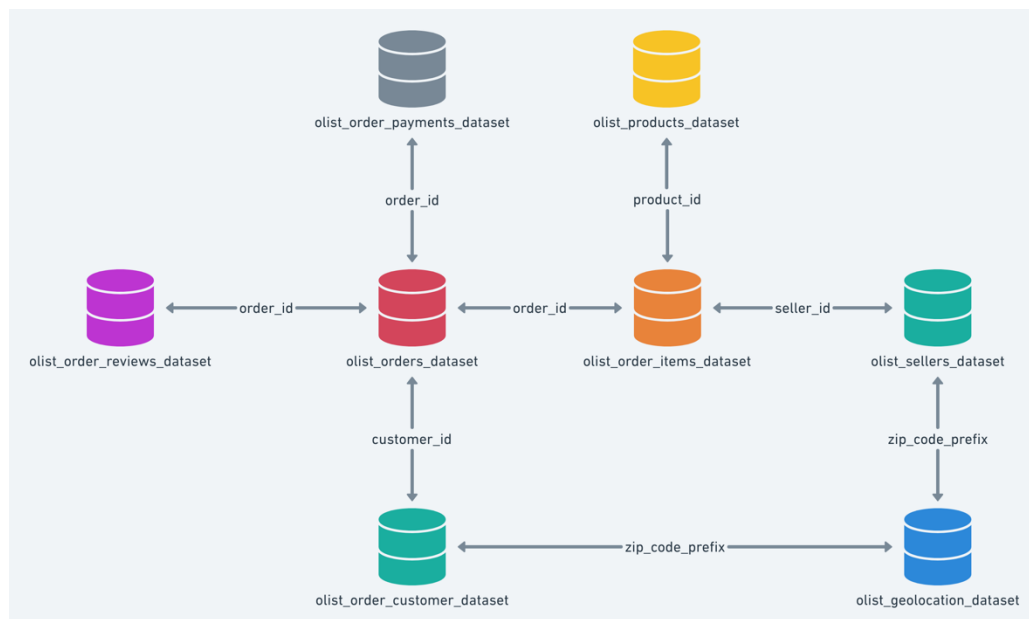 olist_order_payments_dataset
olist_products_dataset
order_id
product_id
order_id
order_id
seller_id
olist_order_reviews_dataset
olist_orders_dataset
olist_order_items_dataset
olist_sellers_dataset
customer_id
zip_code_prefix
zip_code_prefix
olist_order_customer_dataset
olist_geolocation_dataset